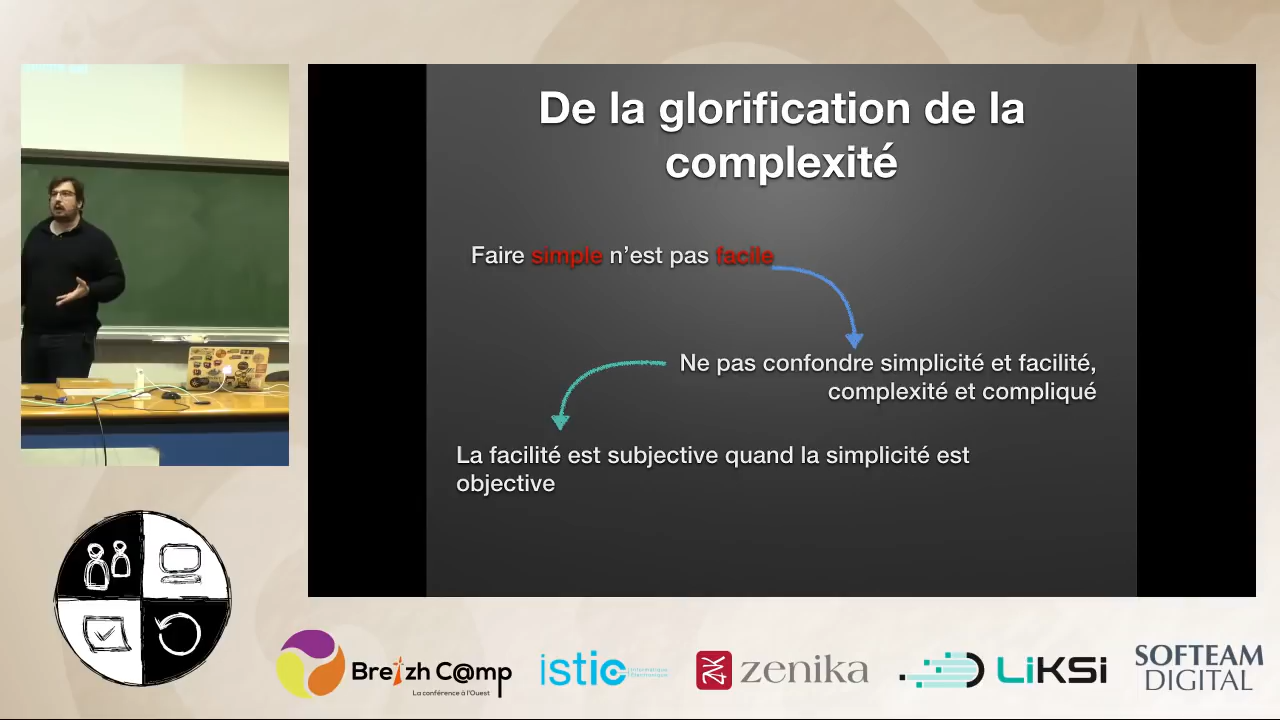 De la glorification de la
complexité
Faire simple n’est pas facile
Ne pas confondre simplicité et facilité,
complexité et compliqué
La facilité est subjective quand la simplicité est
objective
Breizh C@mp
La conférence à l'Ouest
istic
Informatique
Électronique
zenika
LiKSi
SOFTEAM
DIGITAL